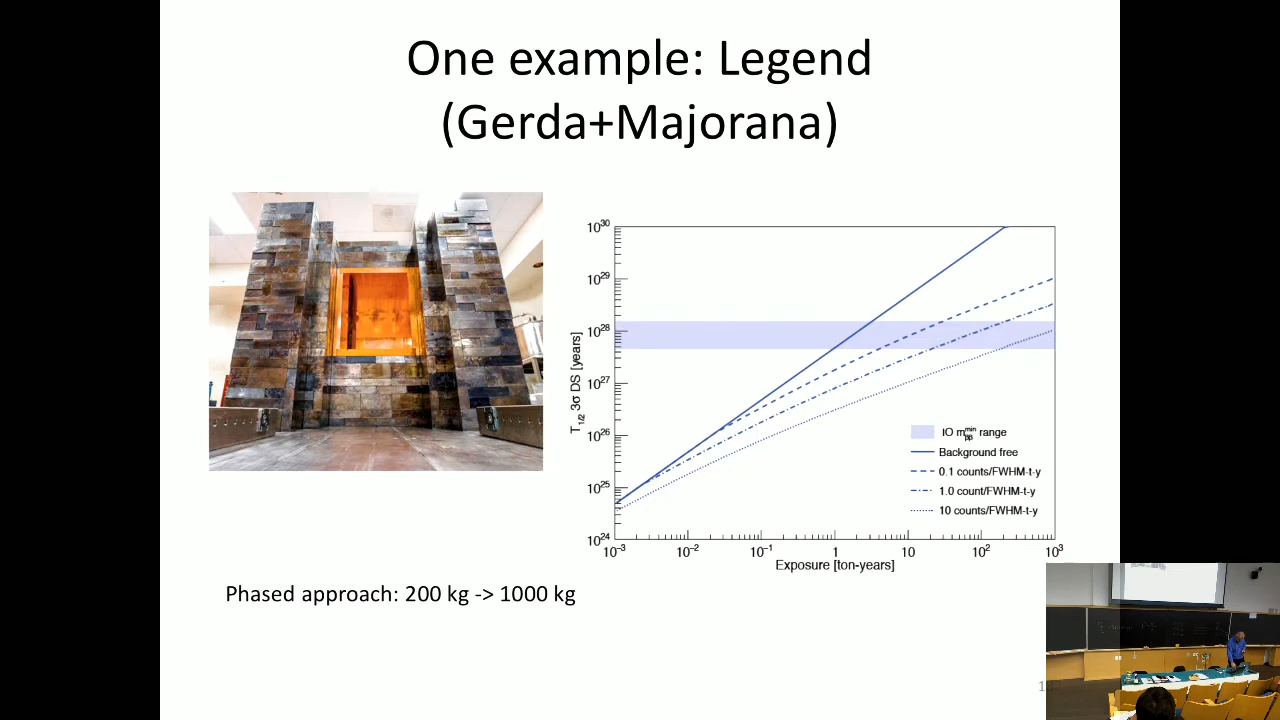 One example: Legend
(Gerda+Majorana)
10^30
10^29
10^28
10^27
10^26
10^25
10^24
T_1/2 3σ DS [years]
IO m_ββ^min range
Background free
0.1 counts/FWHM-t-y
1.0 count/FWHM-t-y
10 counts/FWHM-t-y
10^-3 10^-2 10^-1 1 10 10^2 10^3
Exposure [ton-years]
Phased approach: 200 kg -> 1000 kg